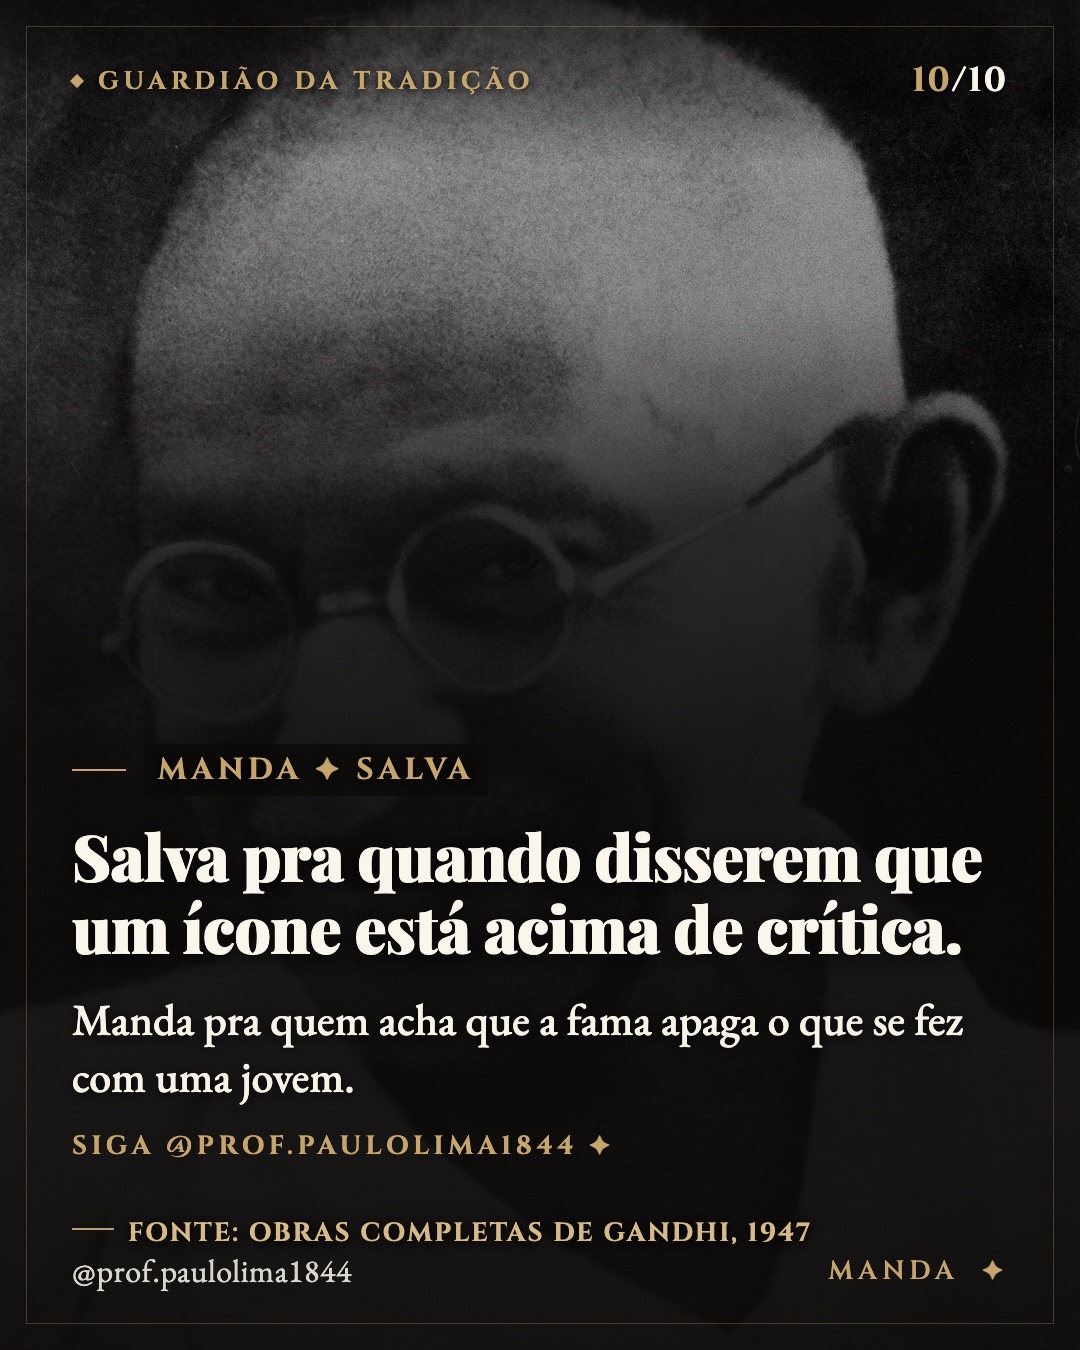 ◆ GUARDIÃO DA TRADIÇÃO
10/10
MANDA ✦ SALVA
Salva pra quando disserem que
um ícone está acima de crítica.
Manda pra quem acha que a fama apaga o que se fez
com uma jovem.
SIGA @PROF.PAULOLIMA1844 ✦
FONTE: OBRAS COMPLETAS DE GANDHI, 1947
@prof.paulolima1844
MANDA ✦